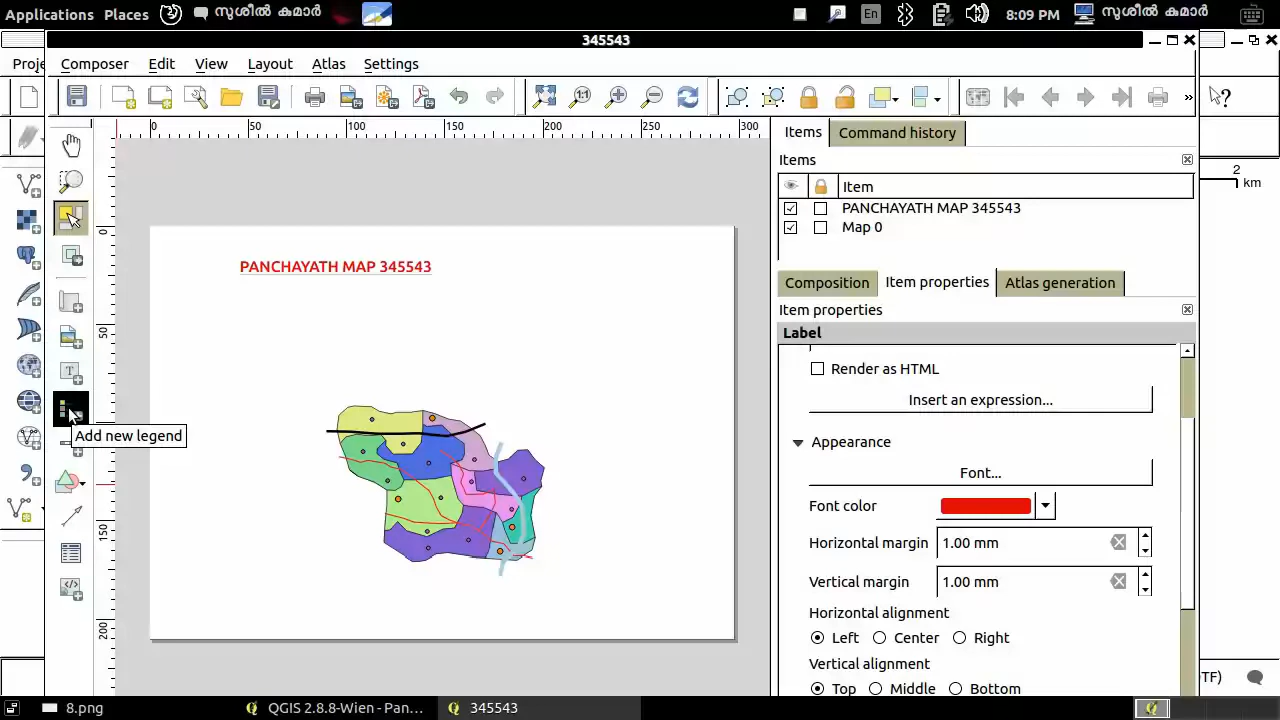 Applications Places സുശീല്‍ കുമാര്‍ En 8:09 PM സുശീല്‍ കുമാര്‍
345543
Proje Composer Edit View Layout Atlas Settings
0 50 100 150 200 250 300
Items Command history
Items
Item
PANCHAYATH MAP 345543
Map 0
2
km
0
50
150
200
PANCHAYATH MAP 345543
Add new legend
Composition Item properties Atlas generation
Item properties
Label
Render as HTML
Insert an expression...
Appearance
Font...
Font color
Horizontal margin 1.00 mm
Vertical margin 1.00 mm
Horizontal alignment
Left Center Right
Vertical alignment
Top Middle Bottom
TF)
8.png QGIS 2.8.8-Wien - Pan... 345543